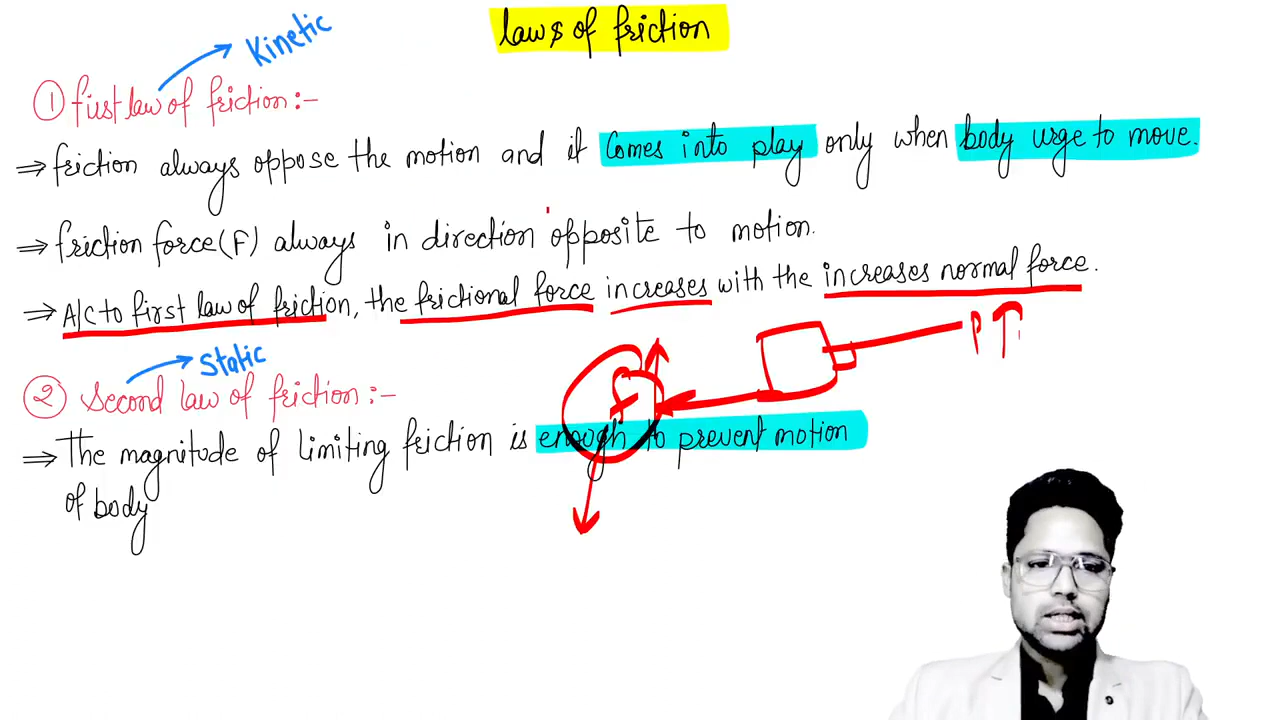 laws of friction
Kinetic
① first law of friction :-
⇒ friction always oppose the motion and it Comes into play only when body urge to move.
⇒ friction force (F) always in direction opposite to motion.
⇒ A/C to first law of friction, the frictional force increases with the increases normal force.
P↑
Static
② Second law of friction :-
f
⇒ The magnitude of limiting friction is enough to prevent motion
of body